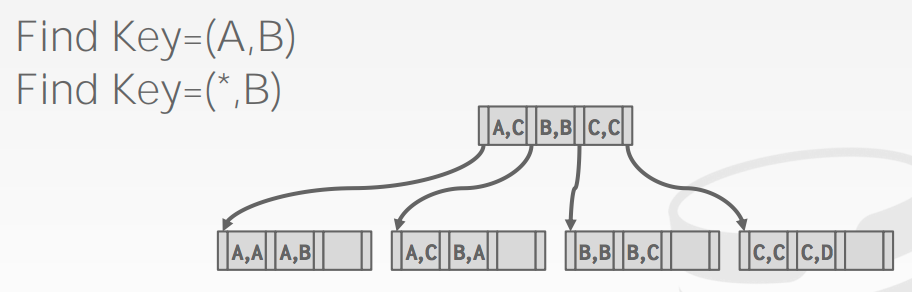 Find Key=(A,B)
Find Key=(*,B)
A,C B,B C,C
A,A A,B A,C B,A B,B B,C C,C C,D